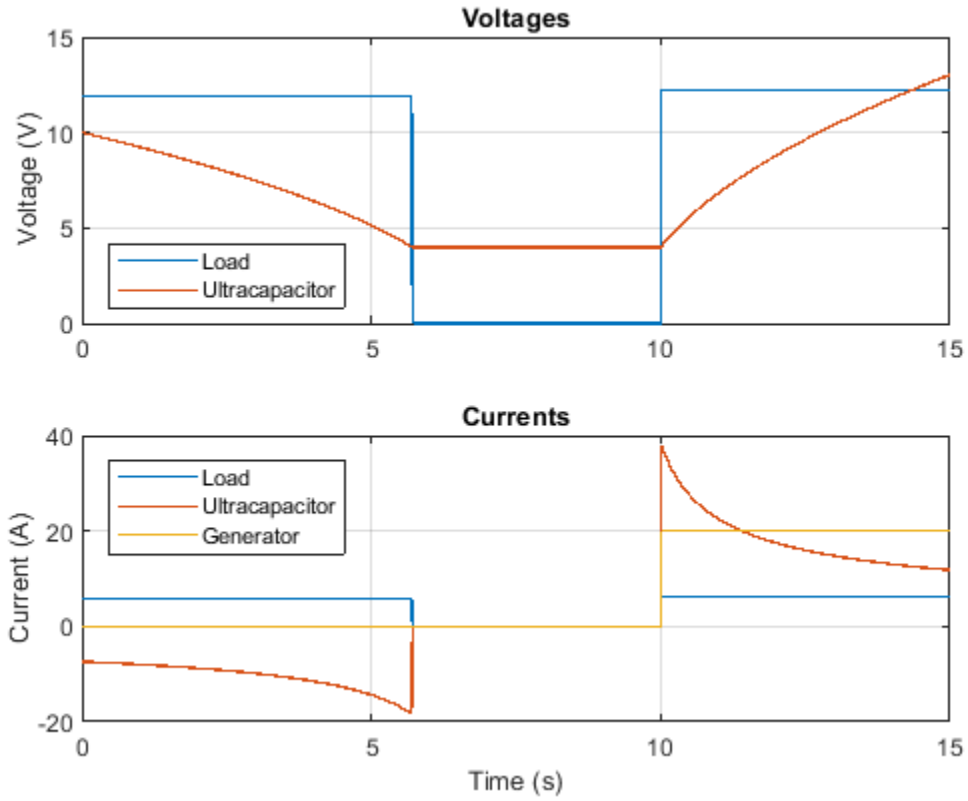 Voltages
15
10
5
0
Voltage (V)
Load
Ultracapacitor
0 5 10 15
Currents
40
20
0
-20
Current (A)
Load
Ultracapacitor
Generator
0 5 10 15
Time (s)